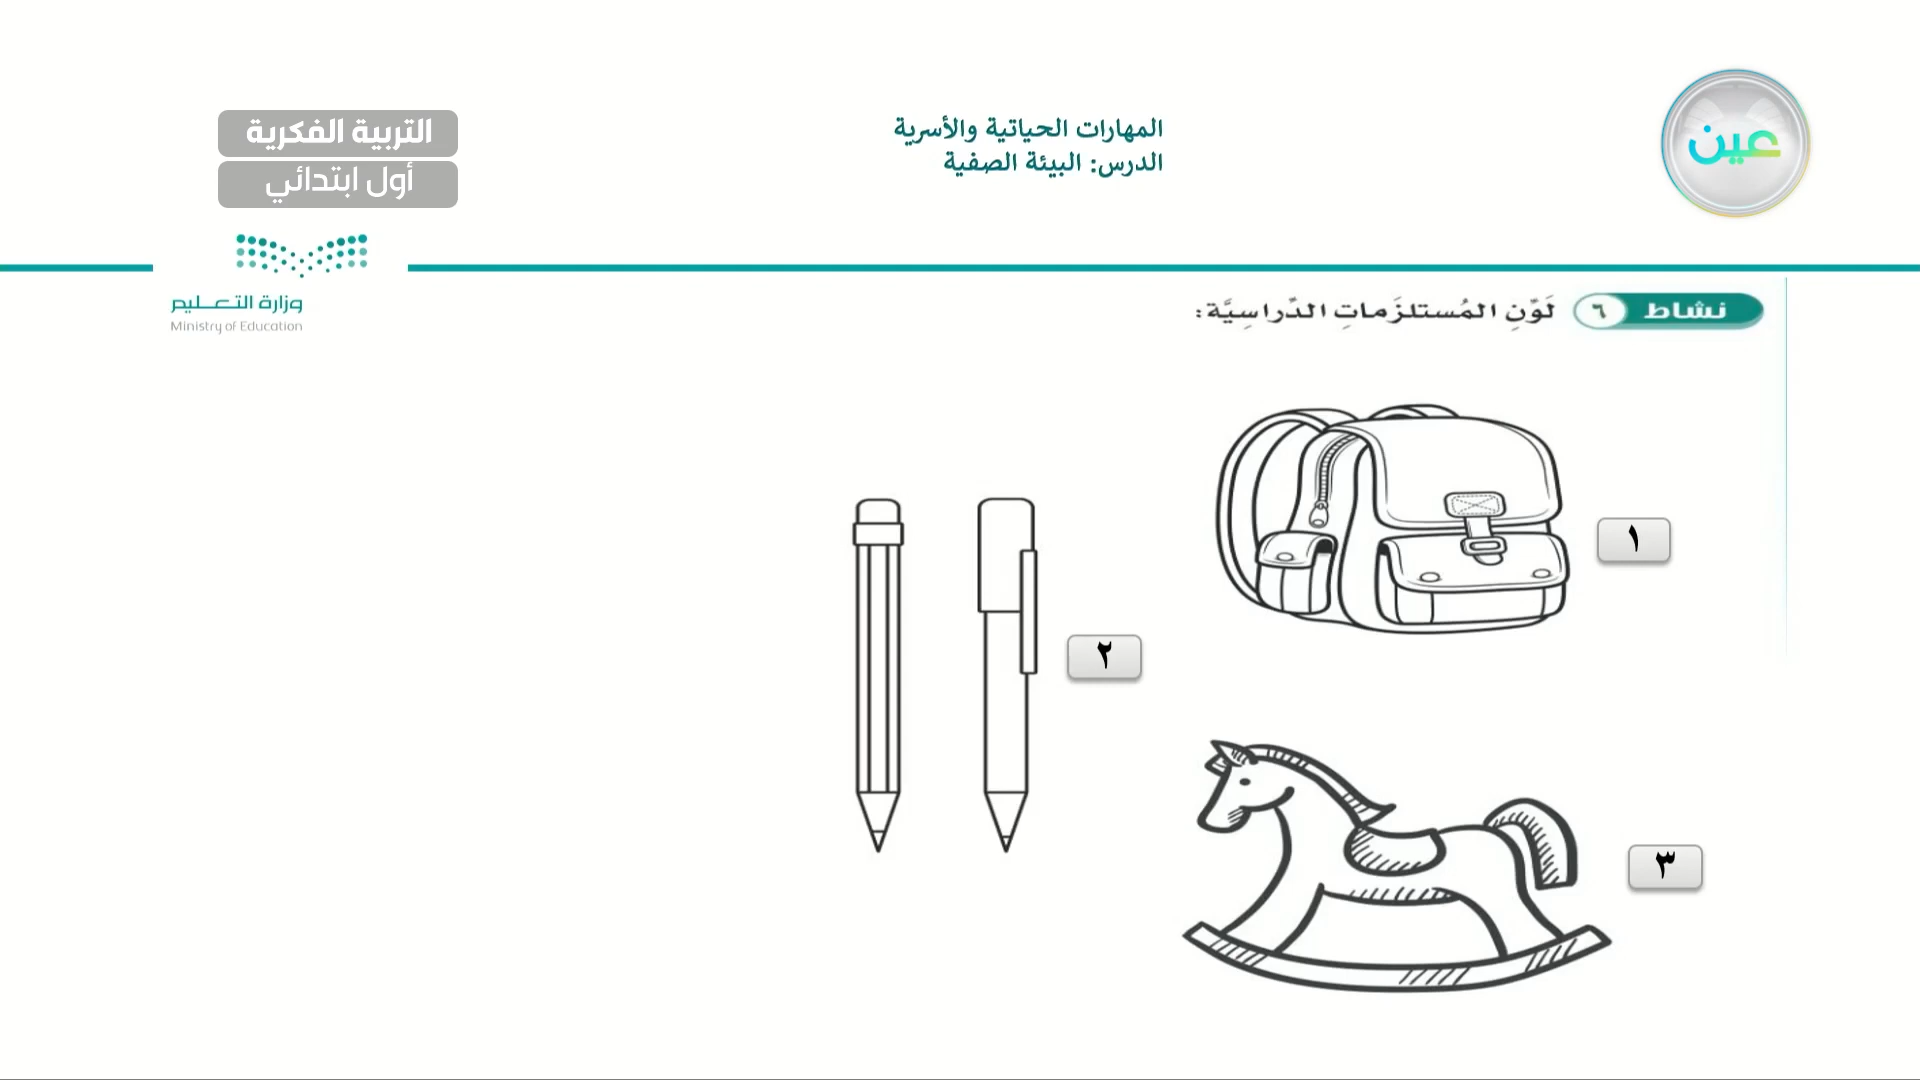 عين
المهارات الحياتية والأسرية
الدرس: البيئة الصفية
التربية الفكرية
أول ابتدائي
وزارة التعليم
Ministry of Education
نشاط ٦ لَوِّنِ المُستلزَماتِ الدِّراسِيَّة:
١
٢
٣